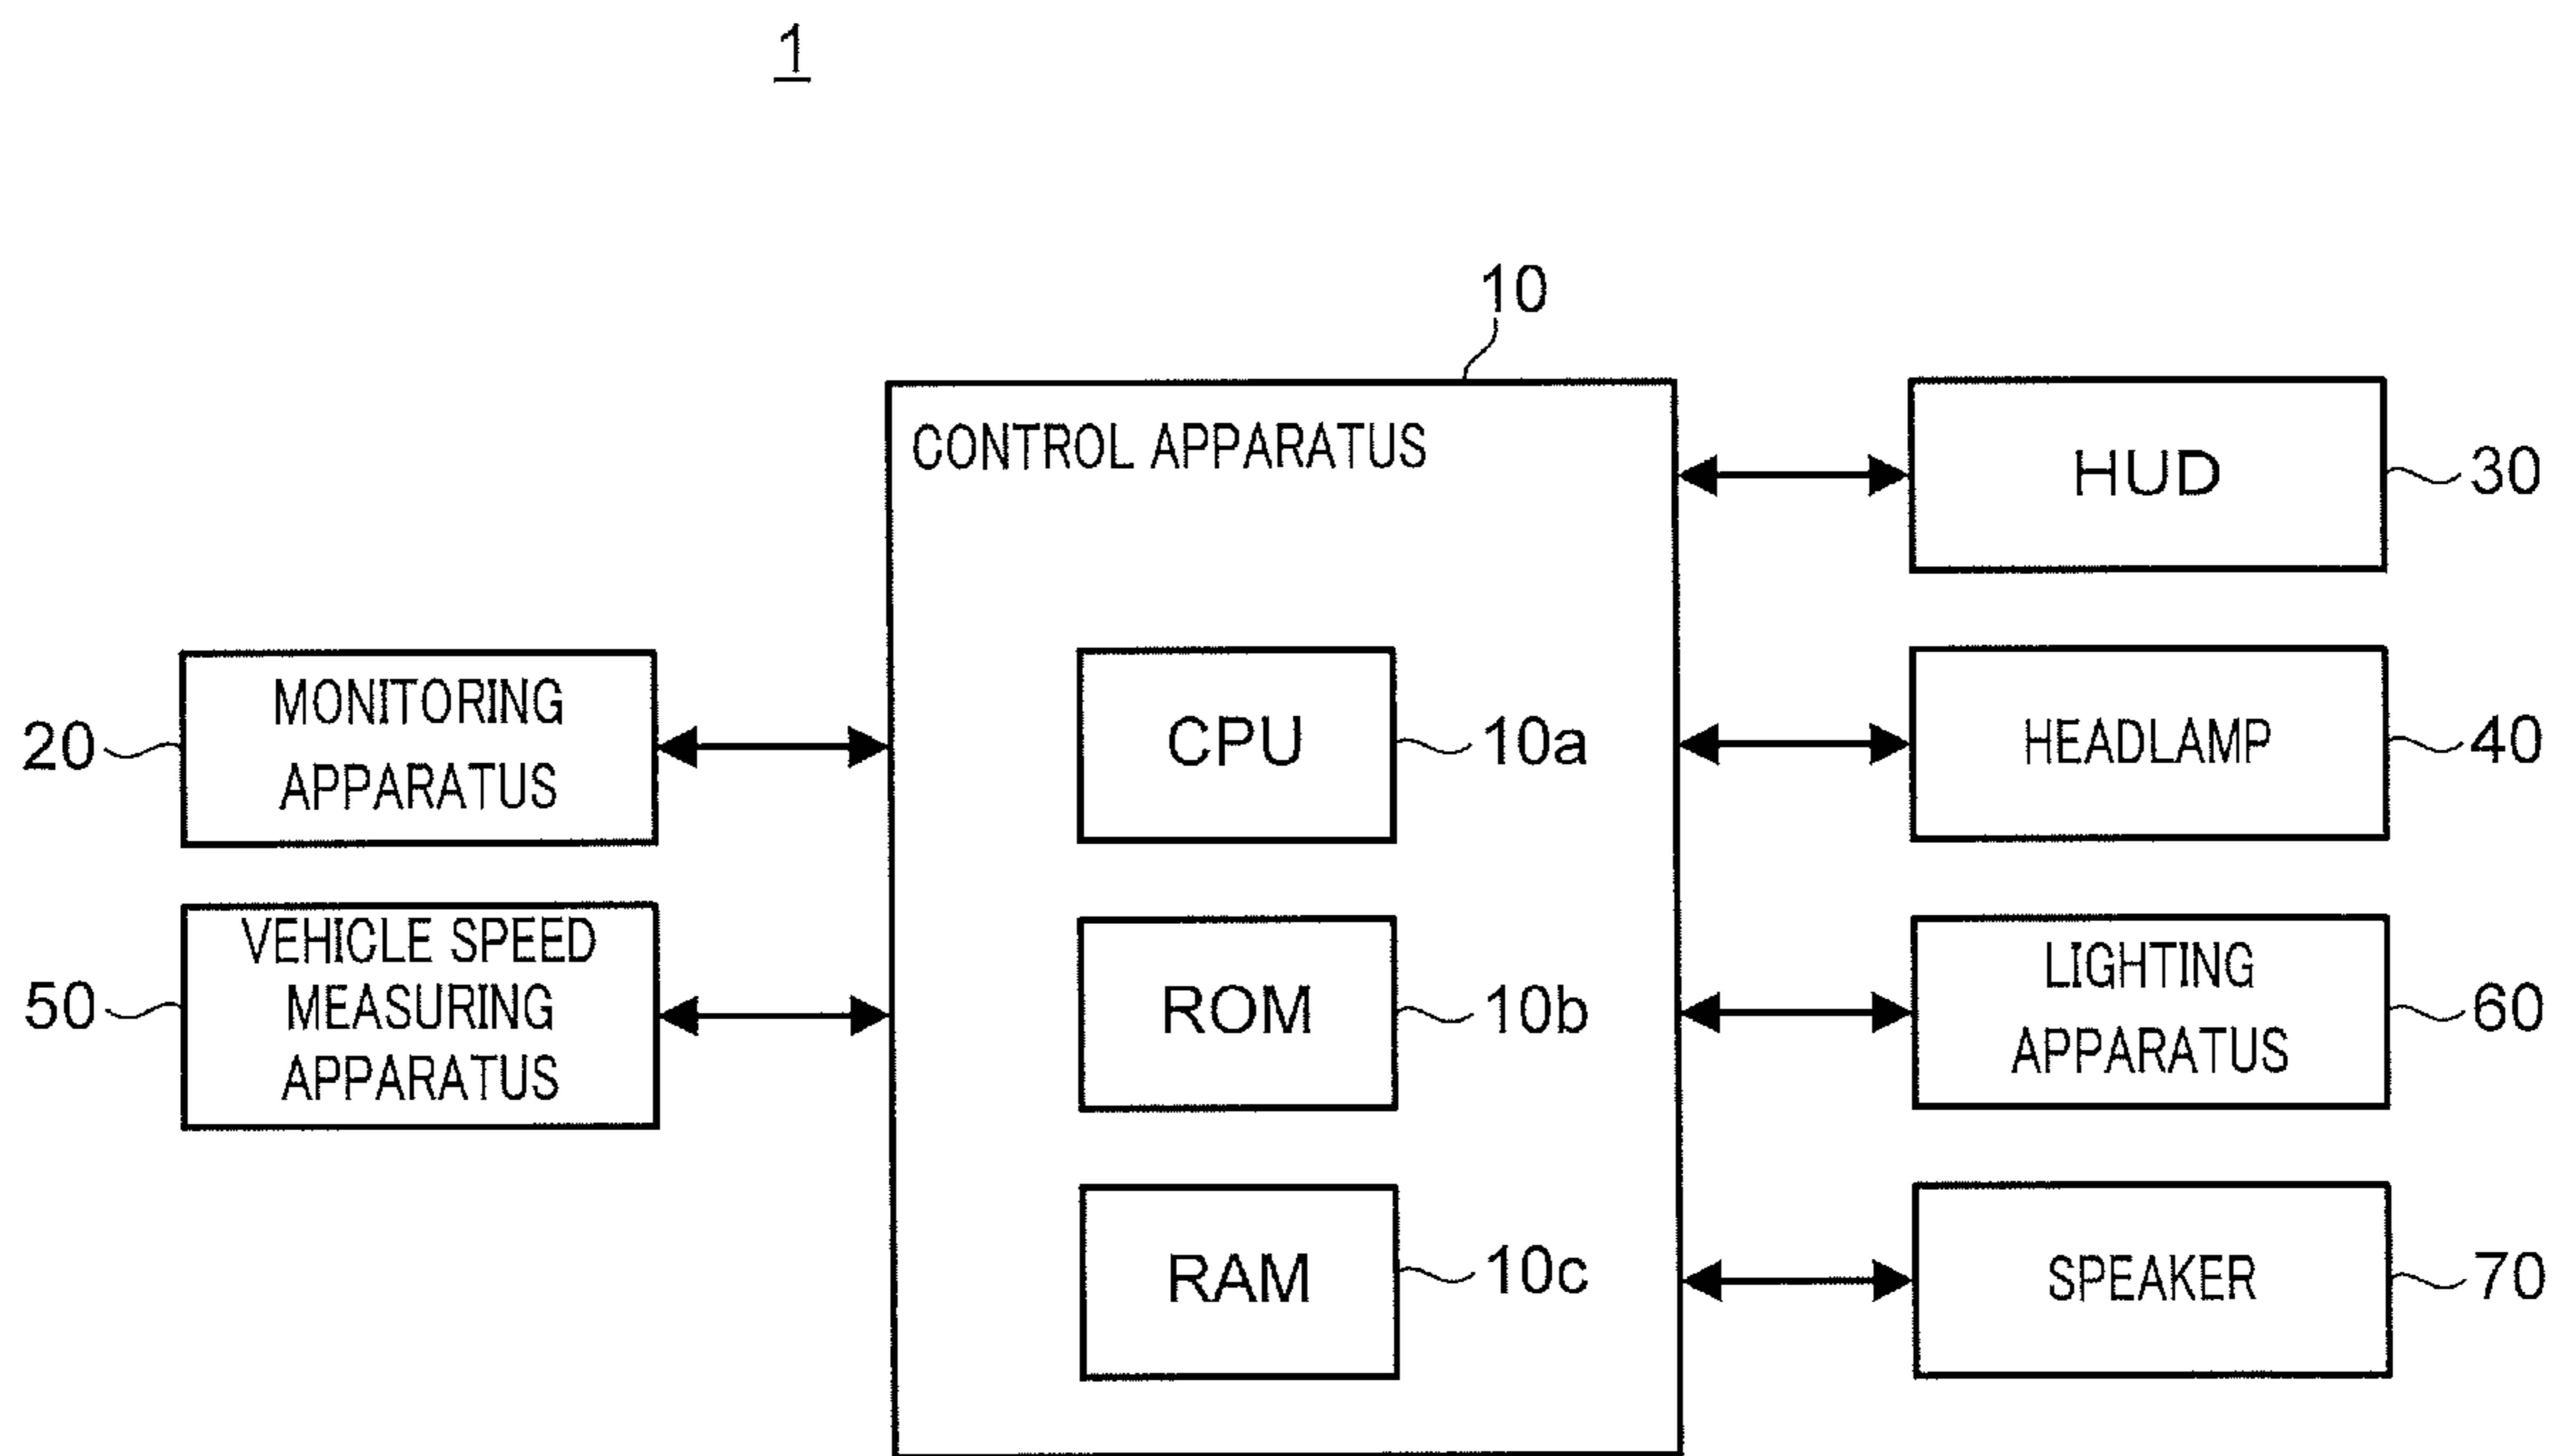 1
10
CONTROL APPARATUS
HUD
30
MONITORING
APPARATUS
20
CPU
10a
HEADLAMP
40
VEHICLE SPEED
MEASURING
APPARATUS
50
ROM
10b
LIGHTING
APPARATUS
60
RAM
10c
SPEAKER
70